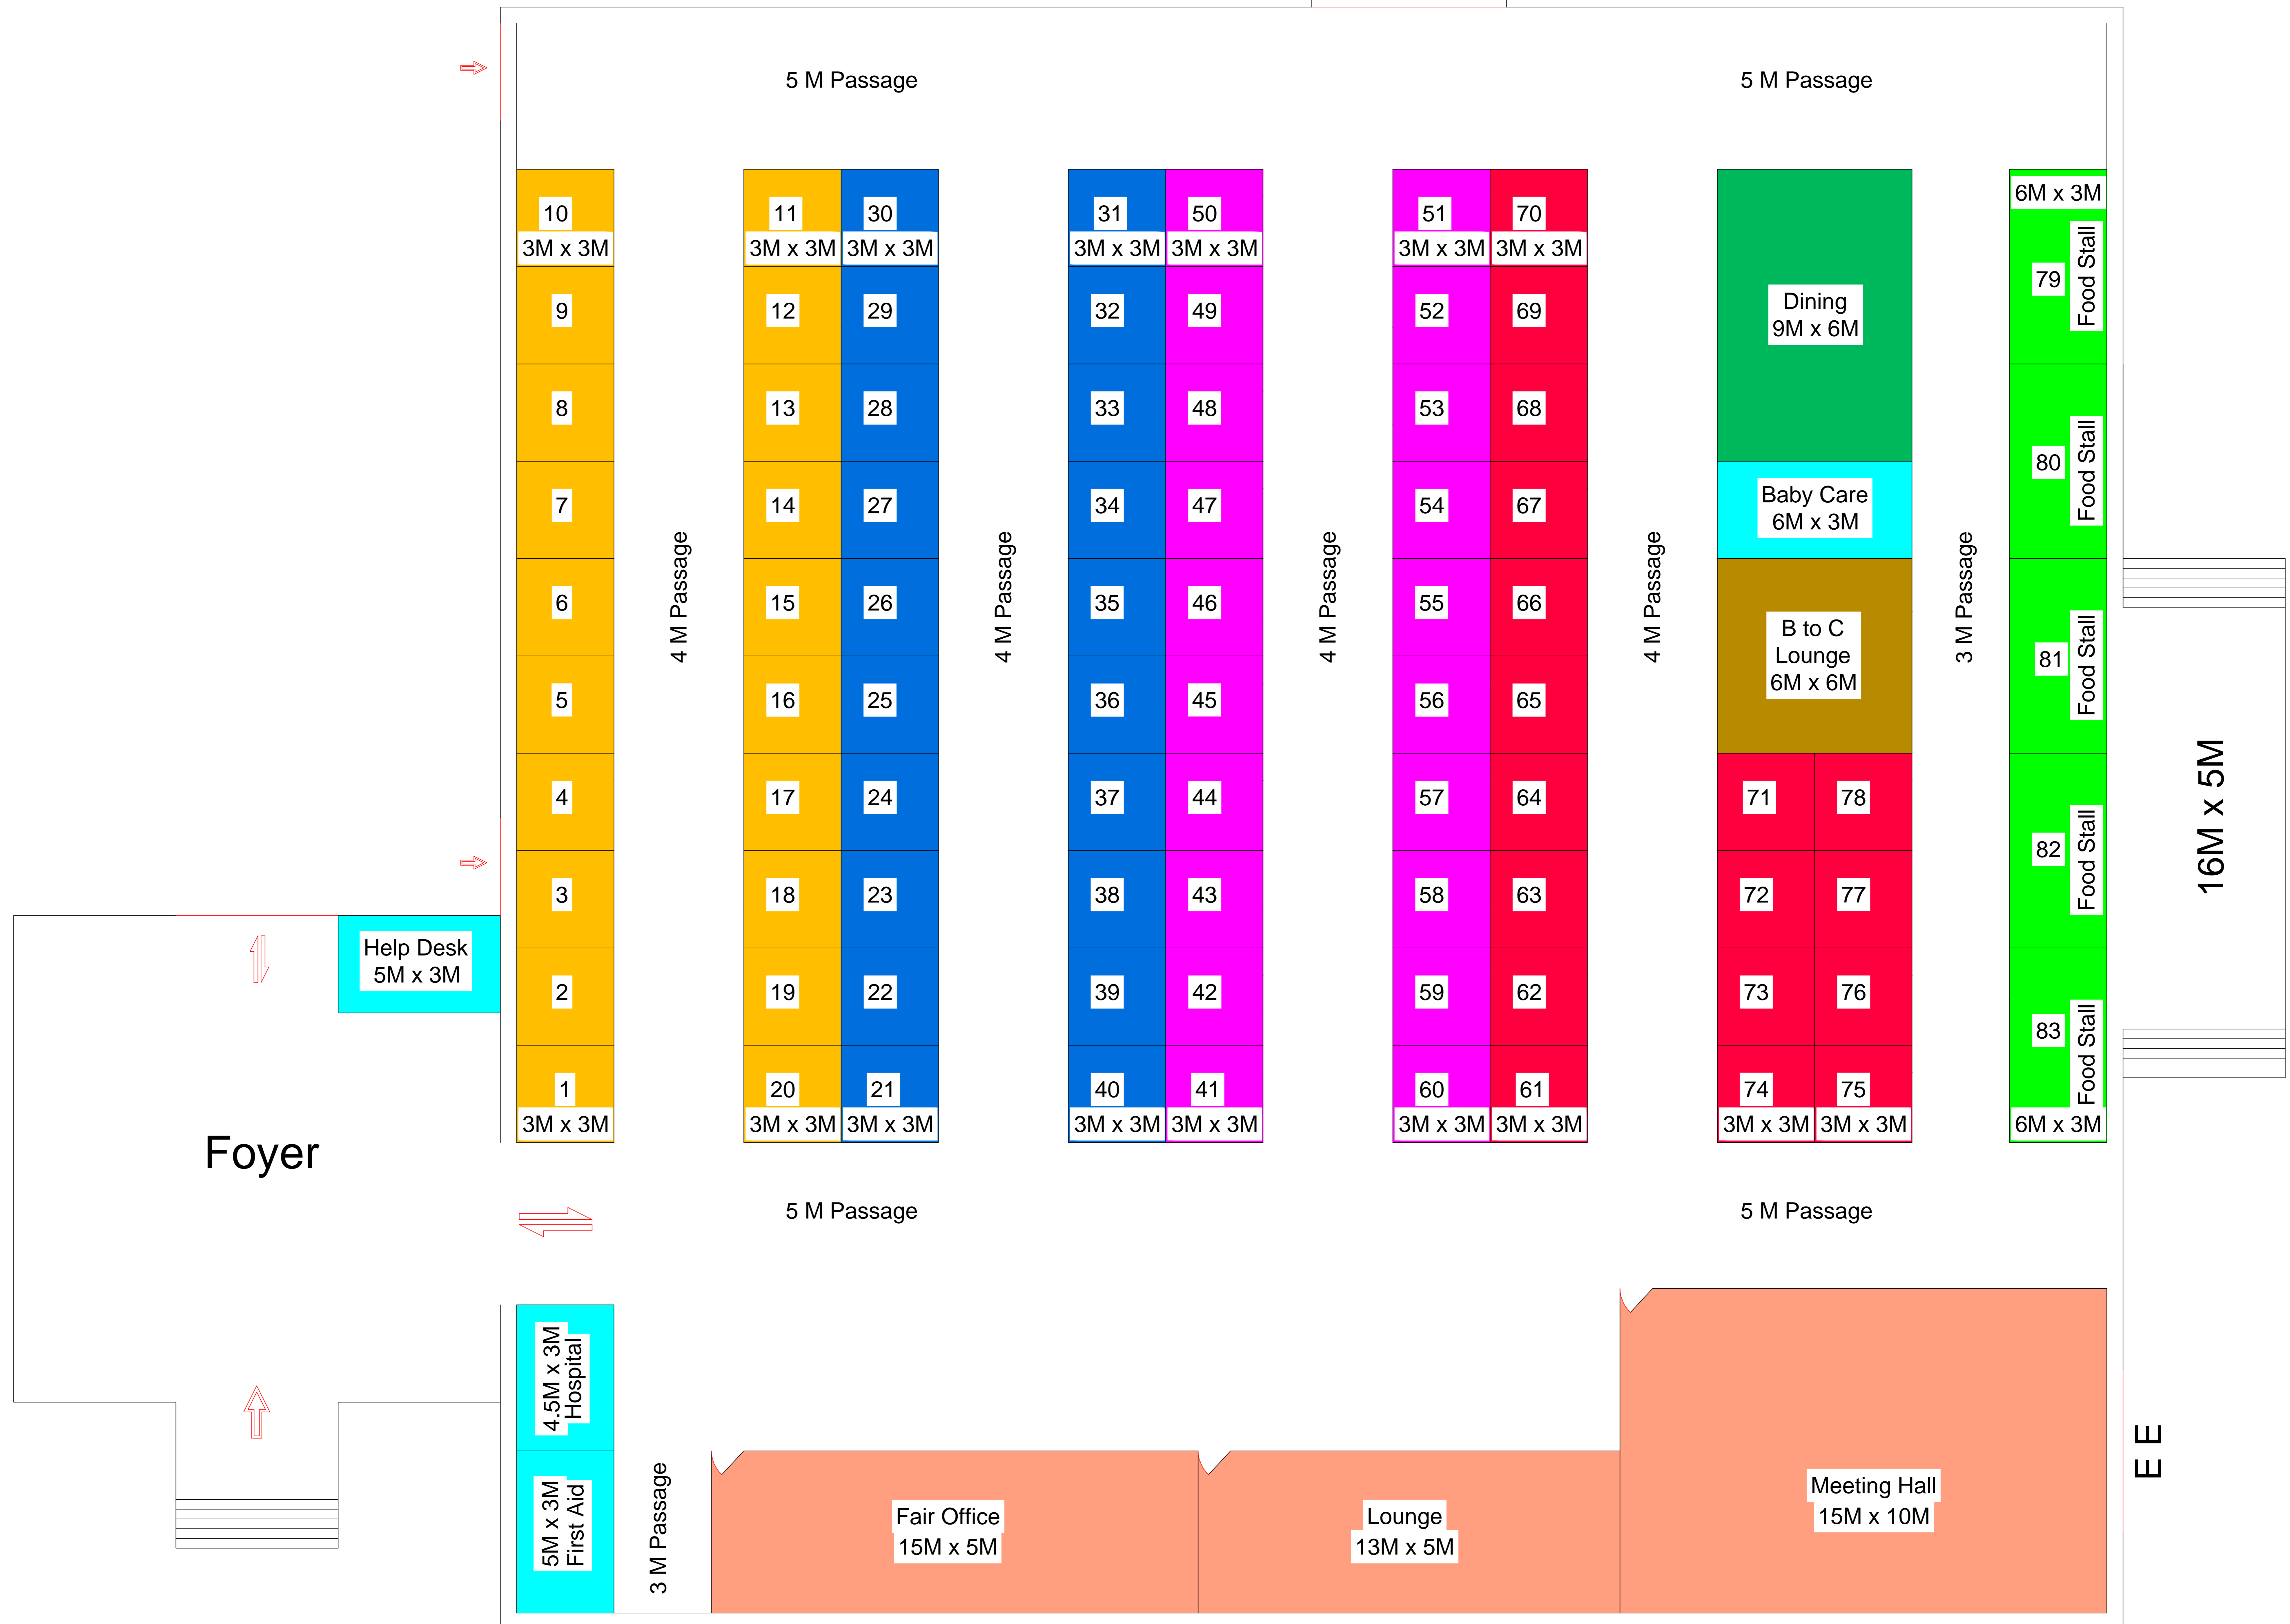 5 M Passage
5 M Passage
10
3M x 3M
11
3M x 3M
30
3M x 3M
31
3M x 3M
50
3M x 3M
51
3M x 3M
70
3M x 3M
6M x 3M
79
Food Stall
9
12
29
32
49
52
69
Dining
9M x 6M
8
13
28
33
48
53
68
80
Food Stall
7
14
27
34
47
54
67
Baby Care
6M x 3M
4 M Passage
4 M Passage
4 M Passage
4 M Passage
3 M Passage
6
15
26
35
46
55
66
B to C
Lounge
6M x 6M
81
Food Stall
5
16
25
36
45
56
65
4
17
24
37
44
57
64
71
78
82
Food Stall
16M x 5M
3
18
23
38
43
58
63
72
77
Help Desk
5M x 3M
2
19
22
39
42
59
62
73
76
83
Food Stall
6M x 3M
1
3M x 3M
20
3M x 3M
21
3M x 3M
40
3M x 3M
41
3M x 3M
60
3M x 3M
61
3M x 3M
74
3M x 3M
75
3M x 3M
Foyer
5 M Passage
5 M Passage
4.5M x 3M
Hospital
5M x 3M
First Aid
3 M Passage
Fair Office
15M x 5M
Lounge
13M x 5M
Meeting Hall
15M x 10M
E E